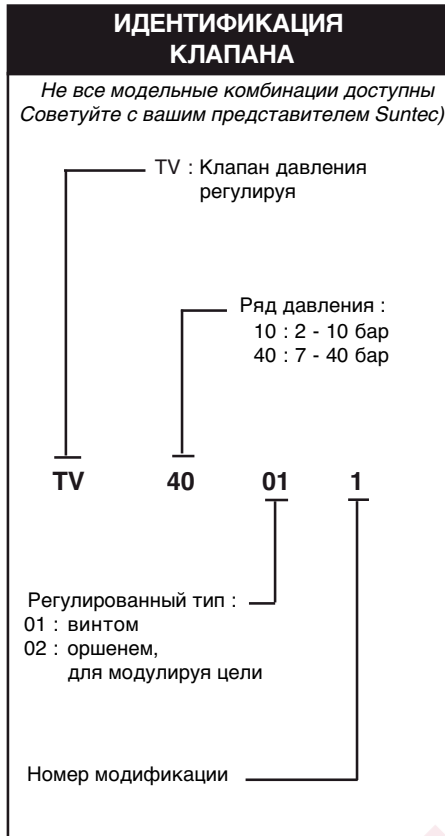 ИДЕНТИФИКАЦИЯ
КЛАПАНА
Не все модельные комбинации доступны
Советуйте с вашим представителем Suntec)
TV : Клапан давления
регулируя
Ряд давления :
10 : 2 - 10 бар
40 : 7 - 40 бар
TV 40 01 1
Регулированный тип :
01 : винтом
02 : оршенем,
для модулируя цели
Номер модификации